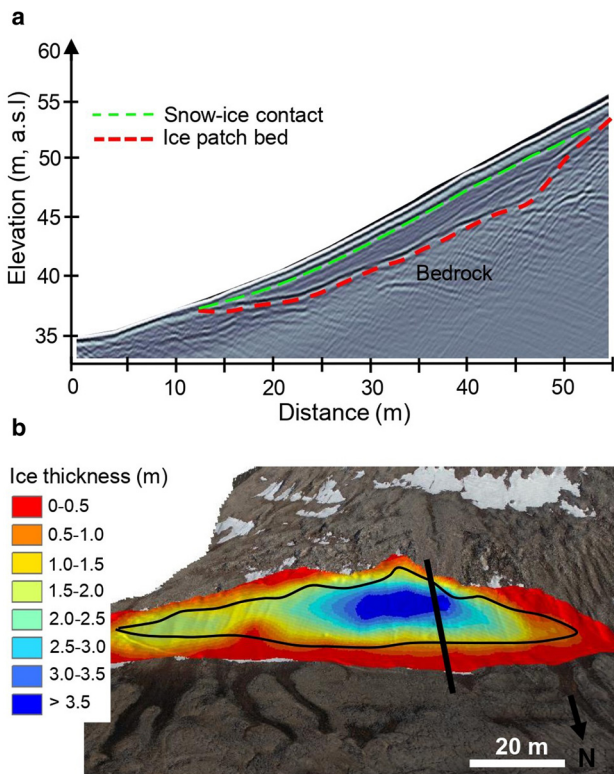 a
60
55
50
45
40
35
Elevation (m, a.s.l)
Snow-ice contact
Ice patch bed
Bedrock
0
10
20
30
40
50
Distance (m)
b
Ice thickness (m)
0-0.5
0.5-1.0
1.0-1.5
1.5-2.0
2.0-2.5
2.5-3.0
3.0-3.5
> 3.5
20 m
N